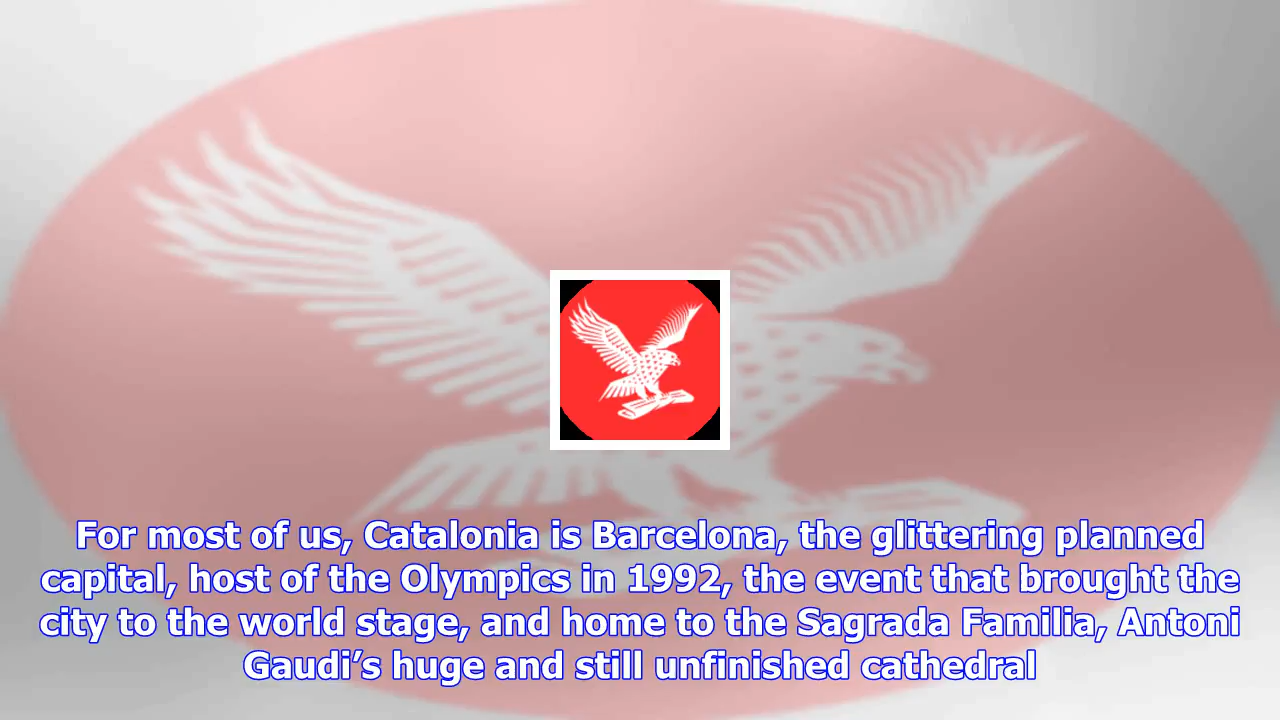 For most of us, Catalonia is Barcelona, the glittering planned
capital, host of the Olympics in 1992, the event that brought the
city to the world stage, and home to the Sagrada Familia, Antoni
Gaudi’s huge and still unfinished cathedral